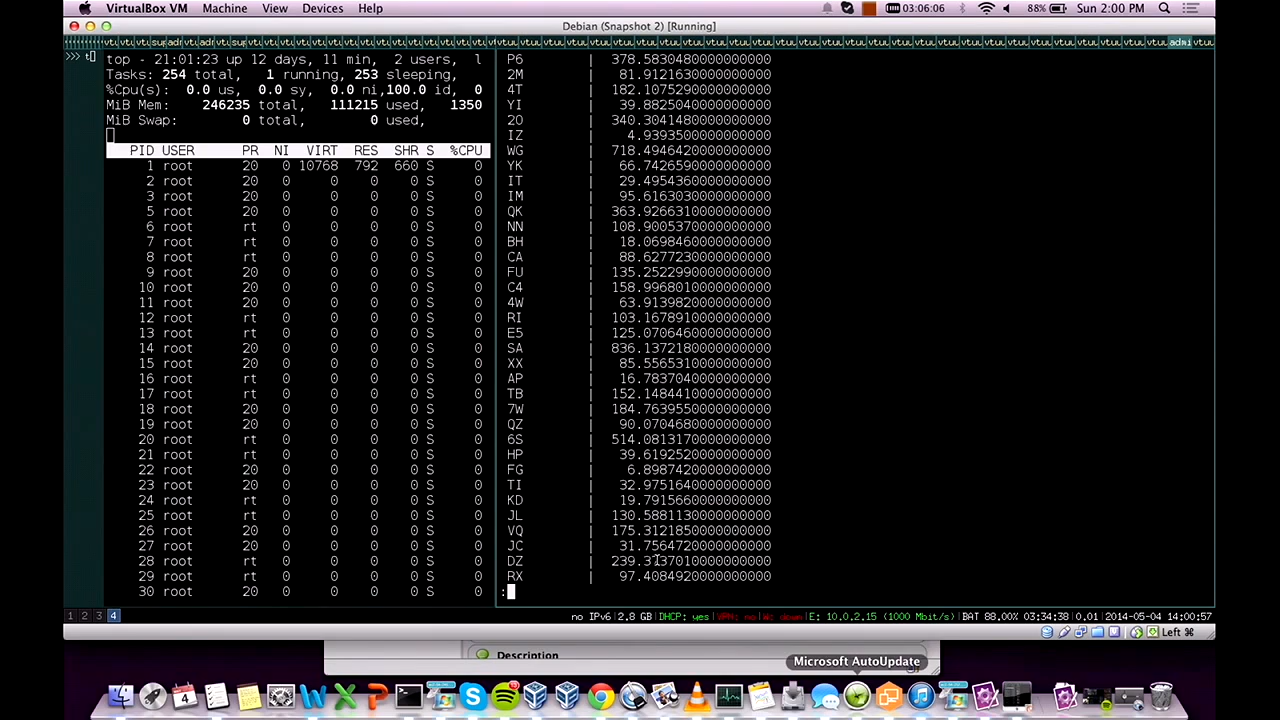 VirtualBox VM Machine View Devices Help 03:06:06 88% Sun 2:00 PM
Debian (Snapshot 2) [Running]
>>> t
top - 21:01:23 up 12 days, 11 min, 2 users, l
Tasks: 254 total, 1 running, 253 sleeping,
%Cpu(s): 0.0 us, 0.0 sy, 0.0 ni,100.0 id, 0
MiB Mem: 246235 total, 111215 used, 1350
MiB Swap: 0 total, 0 used,
PID USER PR NI VIRT RES SHR S %CPU
1 root 20 0 10768 792 660 S 0
2 root 20 0 0 0 0 S 0
3 root 20 0 0 0 0 S 0
5 root 20 0 0 0 0 S 0
6 root rt 0 0 0 0 S 0
7 root rt 0 0 0 0 S 0
8 root rt 0 0 0 0 S 0
9 root 20 0 0 0 0 S 0
10 root 20 0 0 0 0 S 0
11 root 20 0 0 0 0 S 0
12 root rt 0 0 0 0 S 0
13 root rt 0 0 0 0 S 0
14 root 20 0 0 0 0 S 0
15 root 20 0 0 0 0 S 0
16 root rt 0 0 0 0 S 0
17 root rt 0 0 0 0 S 0
18 root 20 0 0 0 0 S 0
19 root 20 0 0 0 0 S 0
20 root rt 0 0 0 0 S 0
21 root rt 0 0 0 0 S 0
22 root 20 0 0 0 0 S 0
23 root 20 0 0 0 0 S 0
24 root rt 0 0 0 0 S 0
25 root rt 0 0 0 0 S 0
26 root 20 0 0 0 0 S 0
27 root 20 0 0 0 0 S 0
28 root rt 0 0 0 0 S 0
29 root rt 0 0 0 0 S 0
30 root 20 0 0 0 0 S 0
P6 | 378.5830480000000000
2M | 81.9121630000000000
4T | 182.1075290000000000
YI | 39.8825040000000000
2O | 340.3041480000000000
IZ | 4.9393500000000000
WG | 718.4946420000000000
YK | 66.7426590000000000
IT | 29.4954360000000000
IM | 95.6163030000000000
QK | 363.9266310000000000
NN | 108.9005370000000000
BH | 18.0698460000000000
CA | 88.6277230000000000
FU | 135.2522990000000000
C4 | 158.9968010000000000
4W | 63.9139820000000000
RI | 103.1678910000000000
E5 | 125.0706460000000000
SA | 836.1372180000000000
XX | 85.5565310000000000
AP | 16.7837040000000000
TB | 152.1484410000000000
7W | 184.7639550000000000
QZ | 90.0704680000000000
6S | 514.0813170000000000
HP | 39.6192520000000000
FG | 6.8987420000000000
TI | 32.9751640000000000
KD | 19.7915660000000000
JL | 130.5881130000000000
VQ | 175.3121850000000000
JC | 31.7564720000000000
DZ | 239.3137010000000000
RX | 97.4084920000000000
:
1 2 3 4
no IPv6|2.8 GB|DHCP: yes|VPN: no|W: down|E: 10.0.2.15 (1000 Mbit/s)|BAT 88.00% 03:34:38|0.01|2014-05-04 14:00:57
Left ⌘
Description
Microsoft AutoUpdate